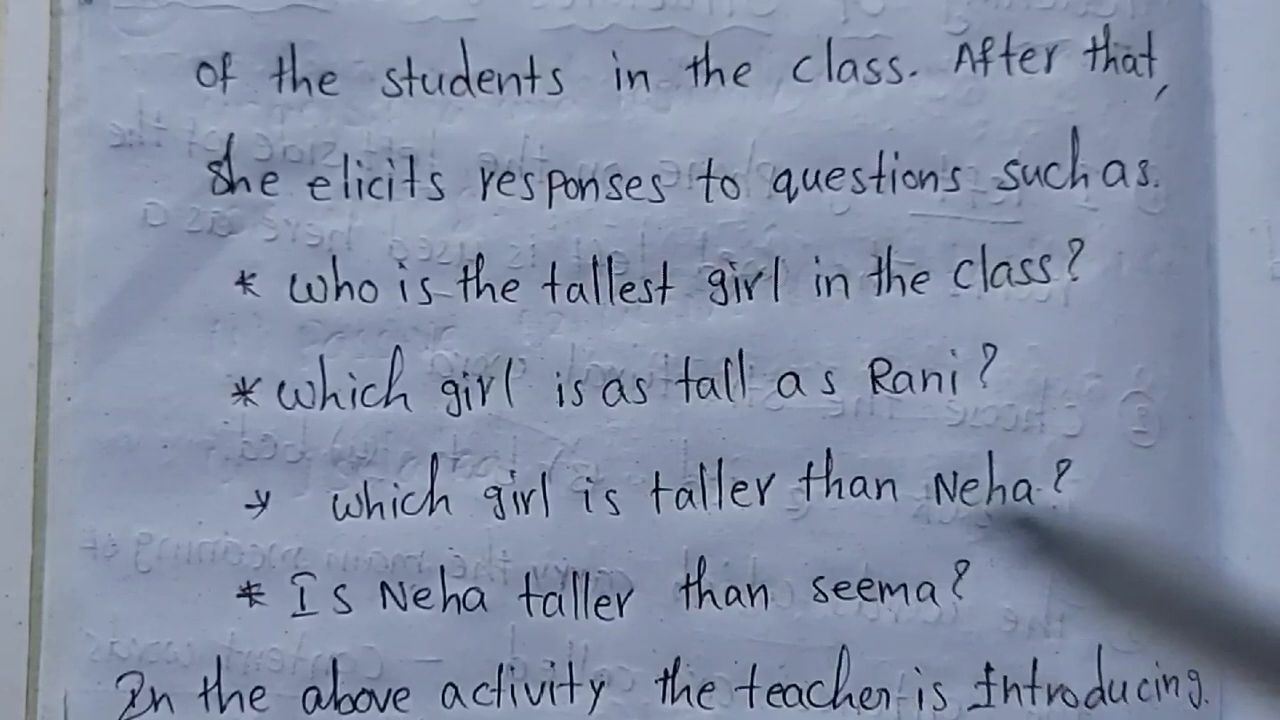 of the students in the class. After that,
she elicits responses to questions such as.
* who is the tallest girl in the class?
* which girl is as tall as Rani?
* which girl is taller than Neha?
* Is Neha taller than seema?
In the above activity the teacher is Introducing.